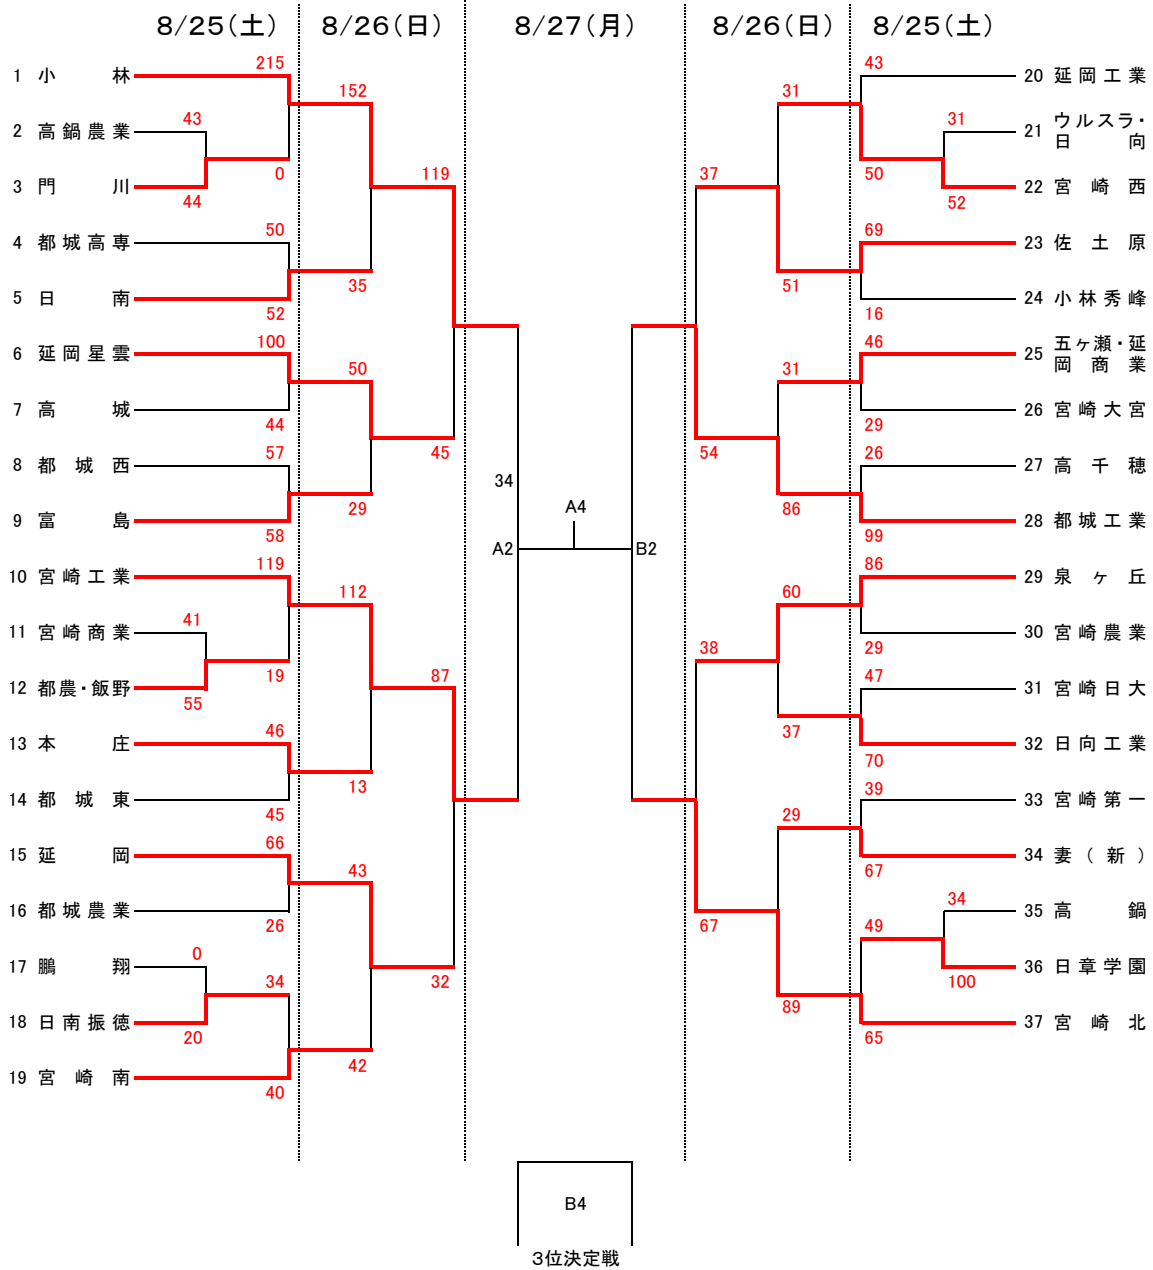 8/25(土) 8/26(日) 8/27(月) 8/26(日) 8/25(土)
1 小林 215
152
2 高鍋農業 43
3 門川 44
0
119
4 都城高専 50
5 日南 52
35
6 延岡星雲 100
50
7 高城 44
45
8 都城西 57
9 富島 58
29
10 宮崎工業 119
112
11 宮崎商業 41
12 都農・飯野 55
19
87
13 本庄 46
13
14 都城東 45
15 延岡 66
43
16 都城農業 26
17 鵬翔 0
34
32
18 日南振徳 20
19 宮崎南 40
42
34
A2
A4
B2
43 20 延岡工業
31
31 21 ウルスラ・
日向
50
52 22 宮崎西
37
69 23 佐土原
51
16 24 小林秀峰
46 25 五ヶ瀬・延
岡商業
31
29 26 宮崎大宮
54
26 27 高千穂
86
99 28 都城工業
86 29 泉ヶ丘
60
29 30 宮崎農業
38
47 31 宮崎日大
37
70 32 日向工業
39 33 宮崎第一
29
67 34 妻(新)
34 35 高鍋
49
67
100 36 日章学園
89
65 37 宮崎北
B4
3位決定戦